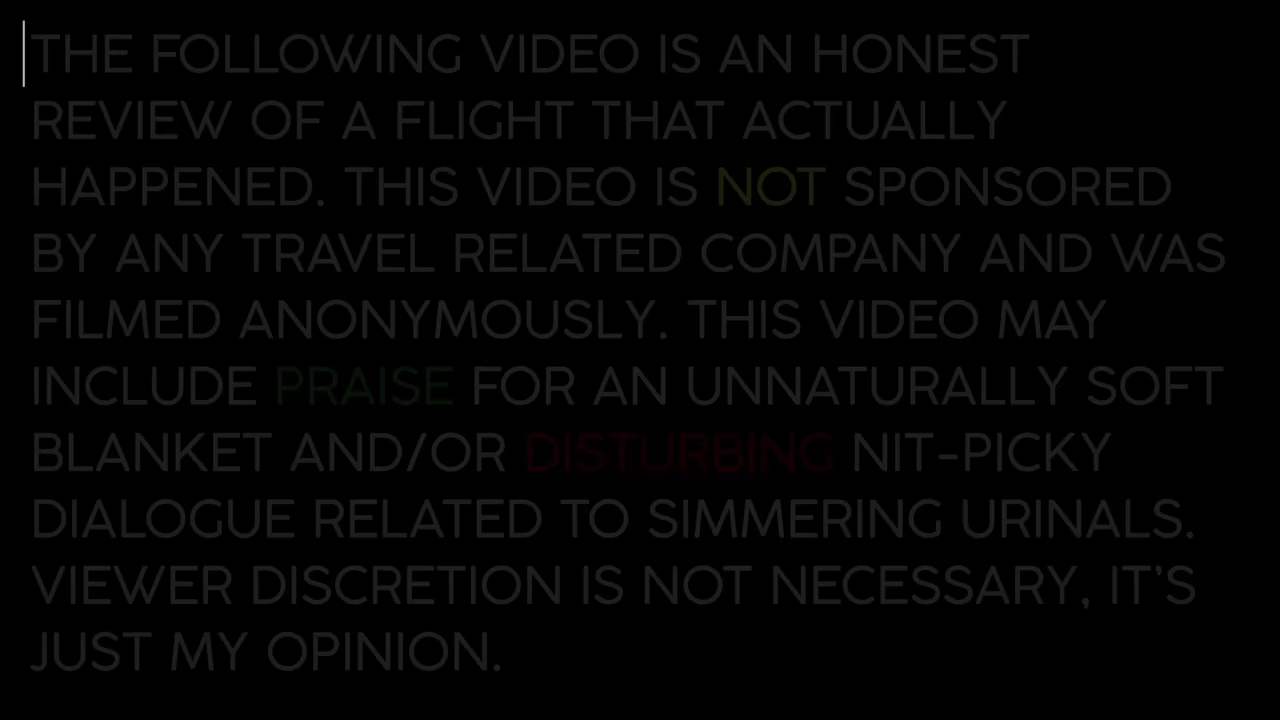 THE FOLLOWING VIDEO IS AN HONEST
REVIEW OF A FLIGHT THAT ACTUALLY
HAPPENED. THIS VIDEO IS NOT SPONSORED
BY ANY TRAVEL RELATED COMPANY AND WAS
FILMED ANONYMOUSLY. THIS VIDEO MAY
INCLUDE PRAISE FOR AN UNNATURALLY SOFT
BLANKET AND/OR DISTURBING NIT-PICKY
DIALOGUE RELATED TO SIMMERING URINALS.
VIEWER DISCRETION IS NOT NECESSARY, IT'S
JUST MY OPINION.